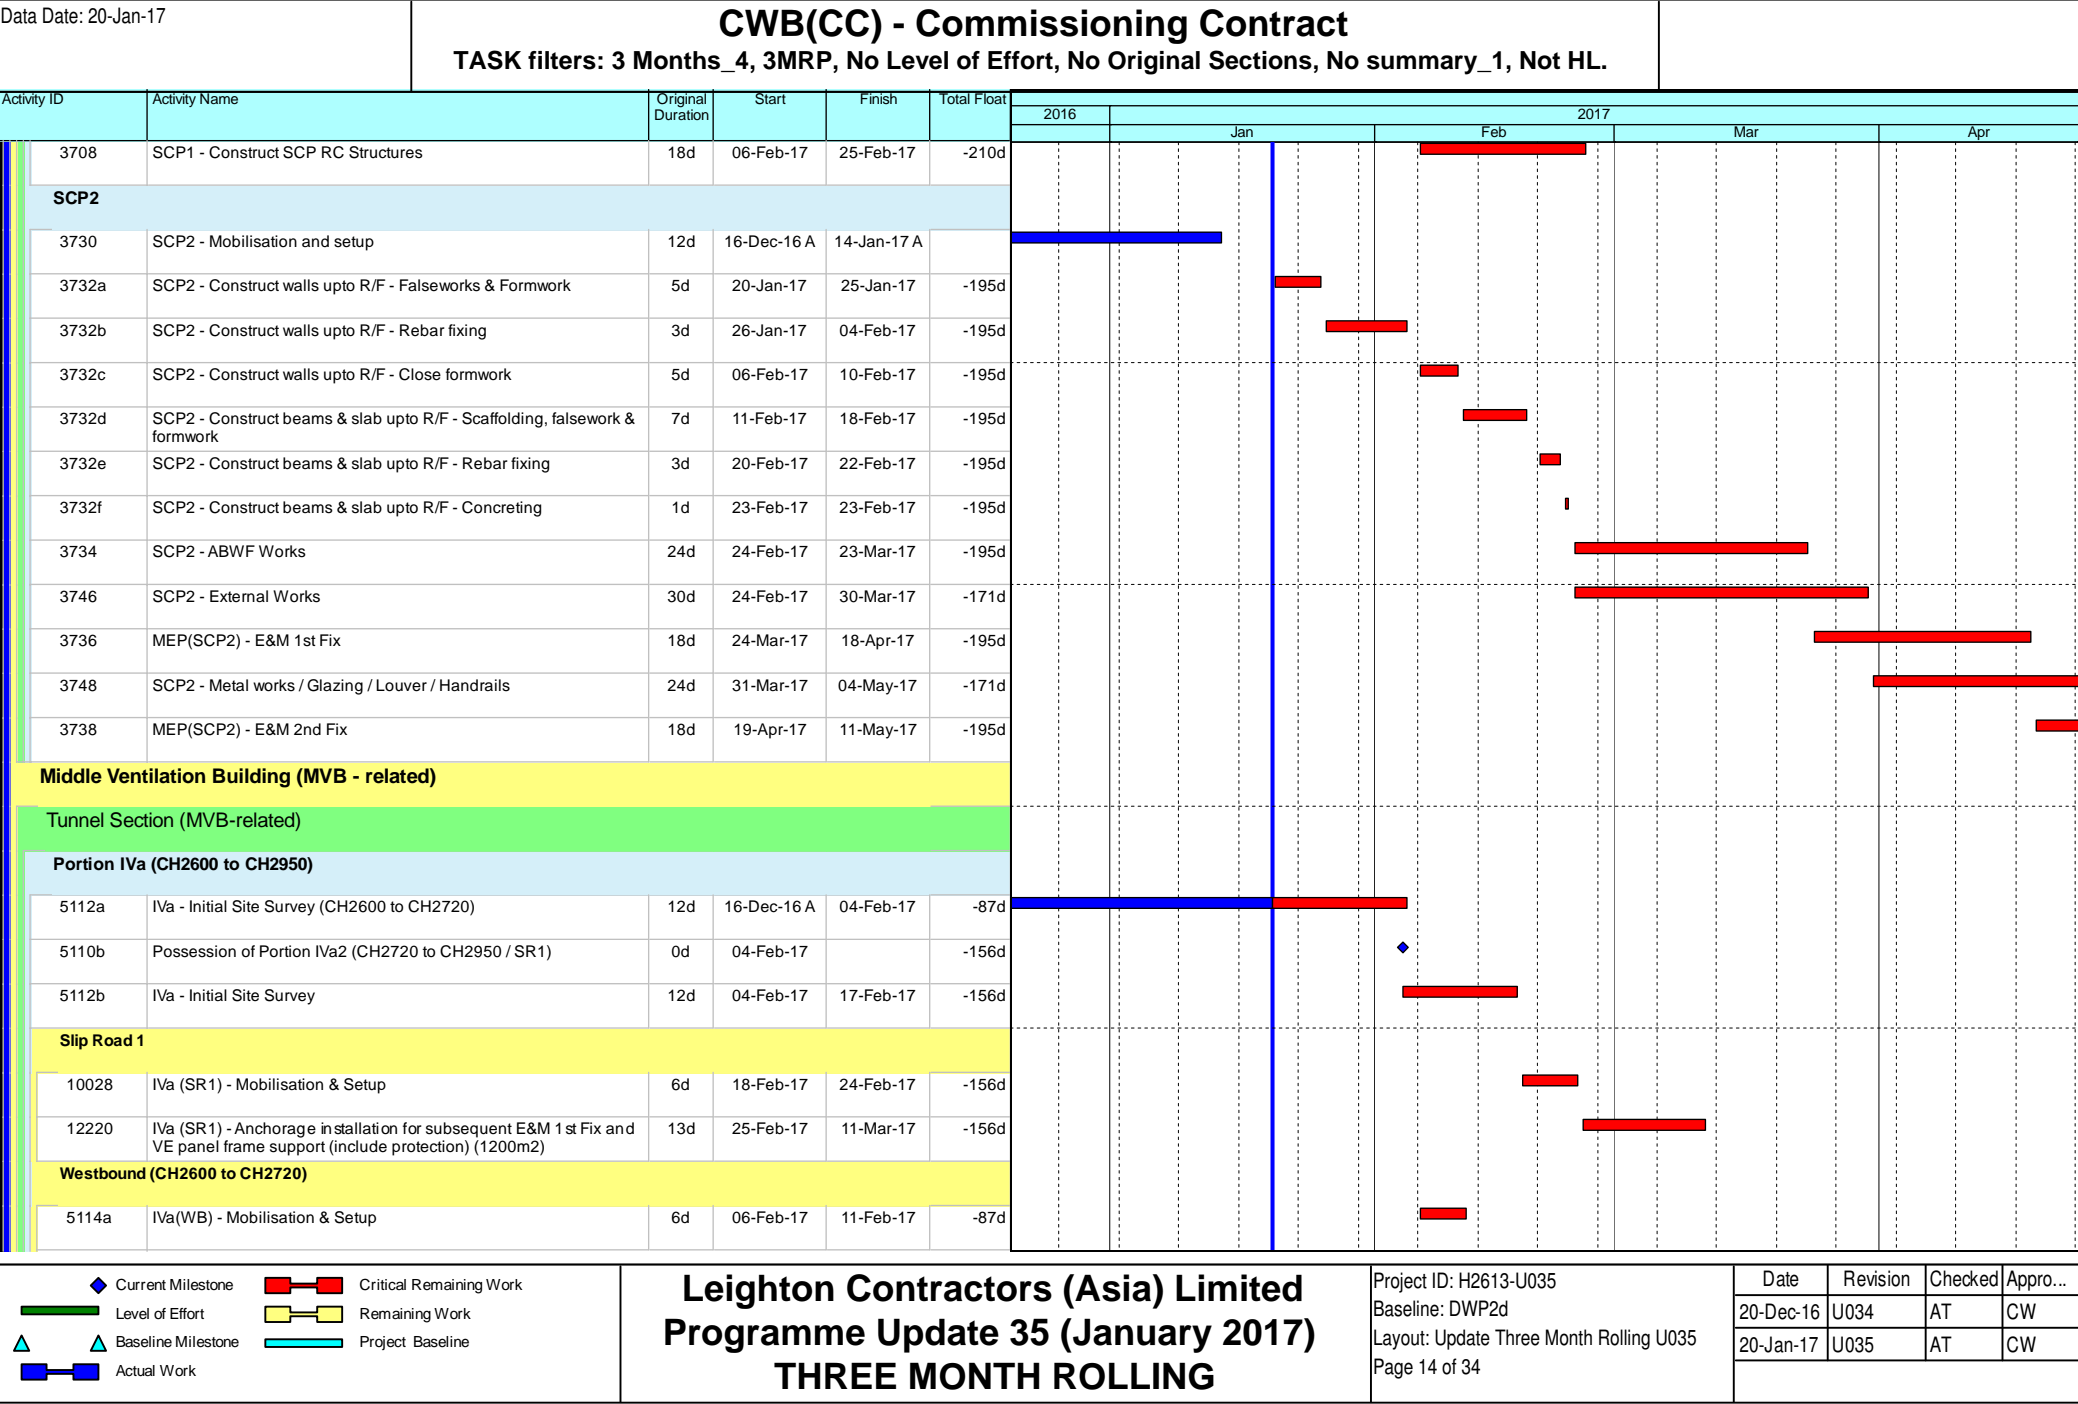 Data Date: 20-Jan-17
CWB(CC) - Commissioning Contract
TASK filters: 3 Months_4, 3MRP, No Level of Effort, No Original Sections, No summary_1, Not HL.
Activity ID Activity Name Original Duration Start Finish Total Float
2016 2017
Jan Feb Mar Apr
3708 SCP1 - Construct SCP RC Structures 18d 06-Feb-17 25-Feb-17 -210d
SCP2
3730 SCP2 - Mobilisation and setup 12d 16-Dec-16 A 14-Jan-17 A
3732a SCP2 - Construct walls upto R/F - Falseworks & Formwork 5d 20-Jan-17 25-Jan-17 -195d
3732b SCP2 - Construct walls upto R/F - Rebar fixing 3d 26-Jan-17 04-Feb-17 -195d
3732c SCP2 - Construct walls upto R/F - Close formwork 5d 06-Feb-17 10-Feb-17 -195d
3732d SCP2 - Construct beams & slab upto R/F - Scaffolding, falsework & 7d 11-Feb-17 18-Feb-17 -195d
formwork
3732e SCP2 - Construct beams & slab upto R/F - Rebar fixing 3d 20-Feb-17 22-Feb-17 -195d
3732f SCP2 - Construct beams & slab upto R/F - Concreting 1d 23-Feb-17 23-Feb-17 -195d
3734 SCP2 - ABWF Works 24d 24-Feb-17 23-Mar-17 -195d
3746 SCP2 - External Works 30d 24-Feb-17 30-Mar-17 -171d
3736 MEP(SCP2) - E&M 1st Fix 18d 24-Mar-17 18-Apr-17 -195d
3748 SCP2 - Metal works / Glazing / Louver / Handrails 24d 31-Mar-17 04-May-17 -171d
3738 MEP(SCP2) - E&M 2nd Fix 18d 19-Apr-17 11-May-17 -195d
Middle Ventilation Building (MVB - related)
Tunnel Section (MVB-related)
Portion IVa (CH2600 to CH2950)
5112a IVa - Initial Site Survey (CH2600 to CH2720) 12d 16-Dec-16 A 04-Feb-17 -87d
5110b Possession of Portion IVa2 (CH2720 to CH2950 / SR1) 0d 04-Feb-17 -156d
5112b IVa - Initial Site Survey 12d 04-Feb-17 17-Feb-17 -156d
Slip Road 1
10028 IVa (SR1) - Mobilisation & Setup 6d 18-Feb-17 24-Feb-17 -156d
12220 IVa (SR1) - Anchorage installation for subsequent E&M 1st Fix and 13d 25-Feb-17 11-Mar-17 -156d
VE panel frame support (include protection) (1200m2)
Westbound (CH2600 to CH2720)
5114a IVa(WB) - Mobilisation & Setup 6d 06-Feb-17 11-Feb-17 -87d
Current Milestone Critical Remaining Work
Level of Effort Remaining Work
Baseline Milestone Project Baseline
Actual Work
Leighton Contractors (Asia) Limited
Programme Update 35 (January 2017)
THREE MONTH ROLLING
Project ID: H2613-U035
Baseline: DWP2d
Layout: Update Three Month Rolling U035
Page 14 of 34
Date Revision Checked Appro...
20-Dec-16 U034 AT CW
20-Jan-17 U035 AT CW